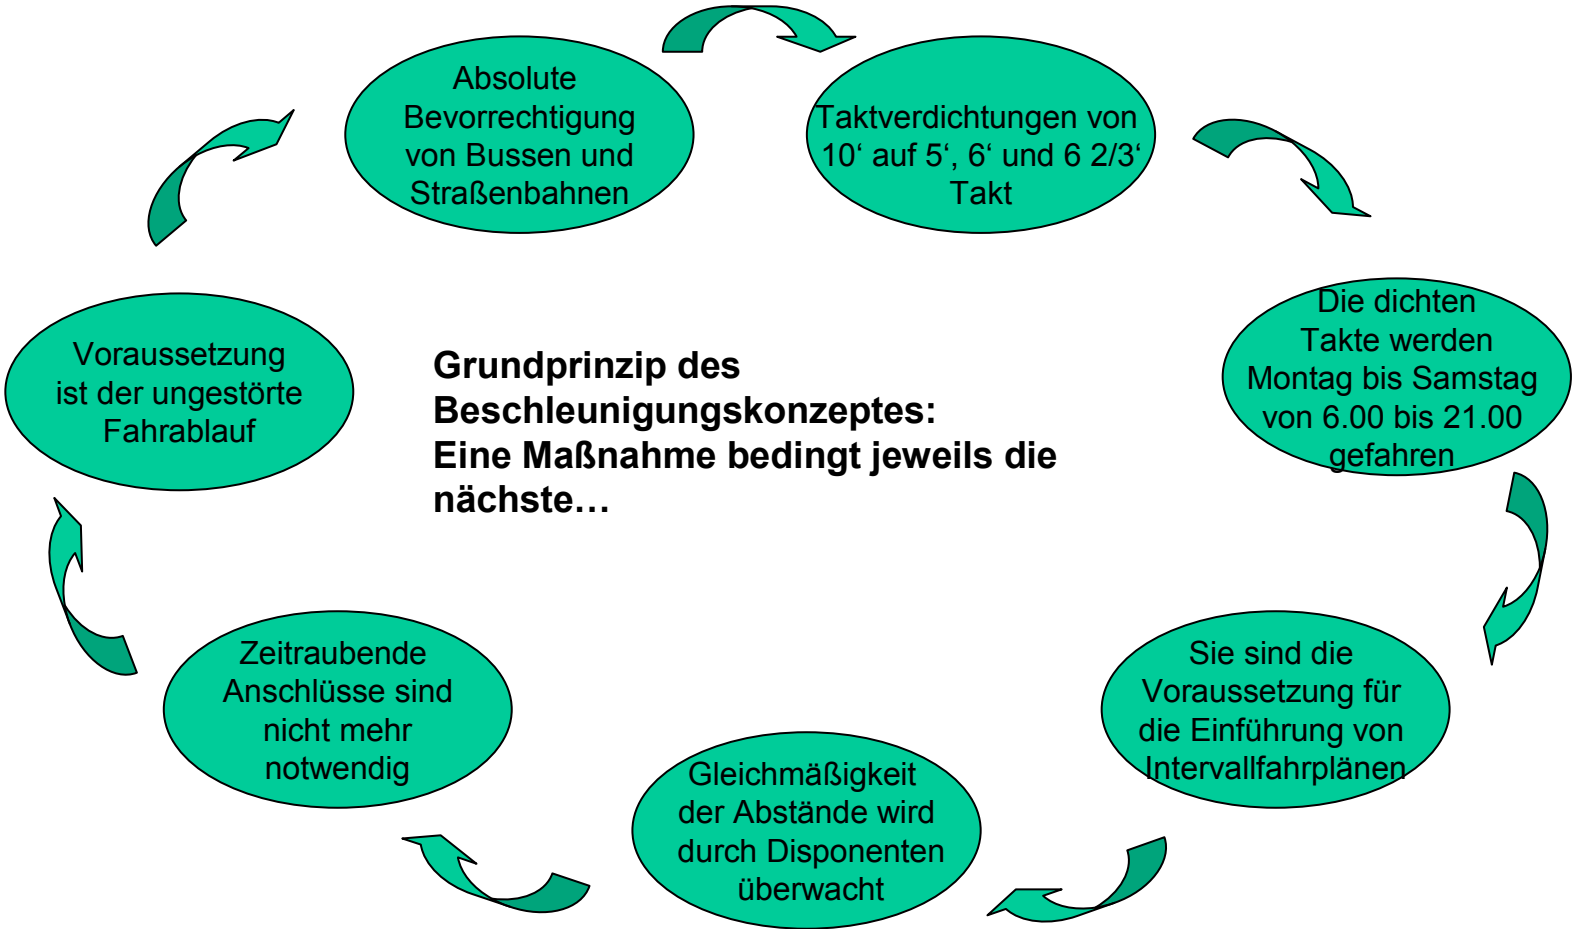 Absolute
Bevorrechtigung
von Bussen und
Straßenbahnen
Taktverdichtungen von
10‘ auf 5‘, 6‘ und 6 2/3‘
Takt
Die dichten
Takte werden
Montag bis Samstag
von 6.00 bis 21.00
gefahren
Sie sind die
Voraussetzung für
die Einführung von
Intervallfahrplänen
Gleichmäßigkeit
der Abstände wird
durch Disponenten
überwacht
Zeitraubende
Anschlüsse sind
nicht mehr
notwendig
Voraussetzung
ist der ungestörte
Fahrablauf
Grundprinzip des
Beschleunigungskonzeptes:
Eine Maßnahme bedingt jeweils die
nächste…